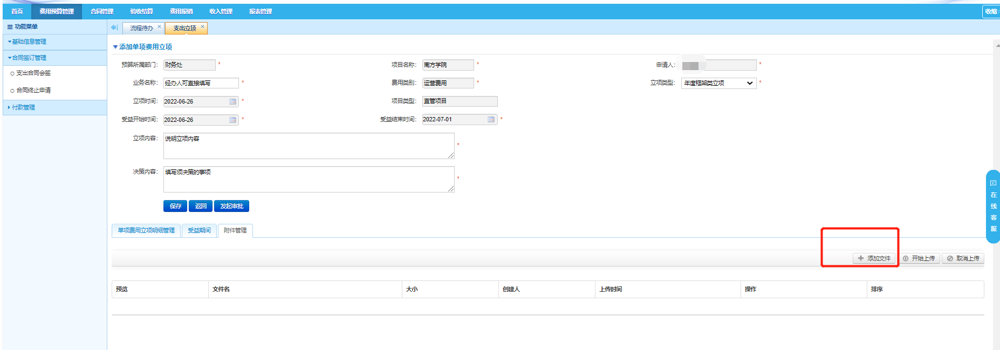 首页 费用预算管理 合同管理 验收结算 费用报销 收入管理 报表管理 收缩
功能菜单
流程待办 × 支出立项 ×
基础信息管理
合同签订管理
支出合同会签
合同终止申请
付款管理
添加单项费用立项
预算所属部门: 财务处 * 项目名称: 南方学院 * 申请人: *
业务名称: 经办人可直接填写 * 费用类别: 运营费用 * 立项类型: 年度框架类立项 *
立项时间: 2022-06-26 * 项目类型: 直管项目
受益开始时间: 2022-06-26 * 受益结束时间: 2022-07-01 *
立项内容: 说明立项内容 *
决策内容: 填写须决策的事项 *
保存 返回 发起审批
单项费用立项明细管理 受益期间 附件管理
添加文件 开始上传 取消上传
预览 文件名 大小 创建人 上传时间 操作 排序
在线客服